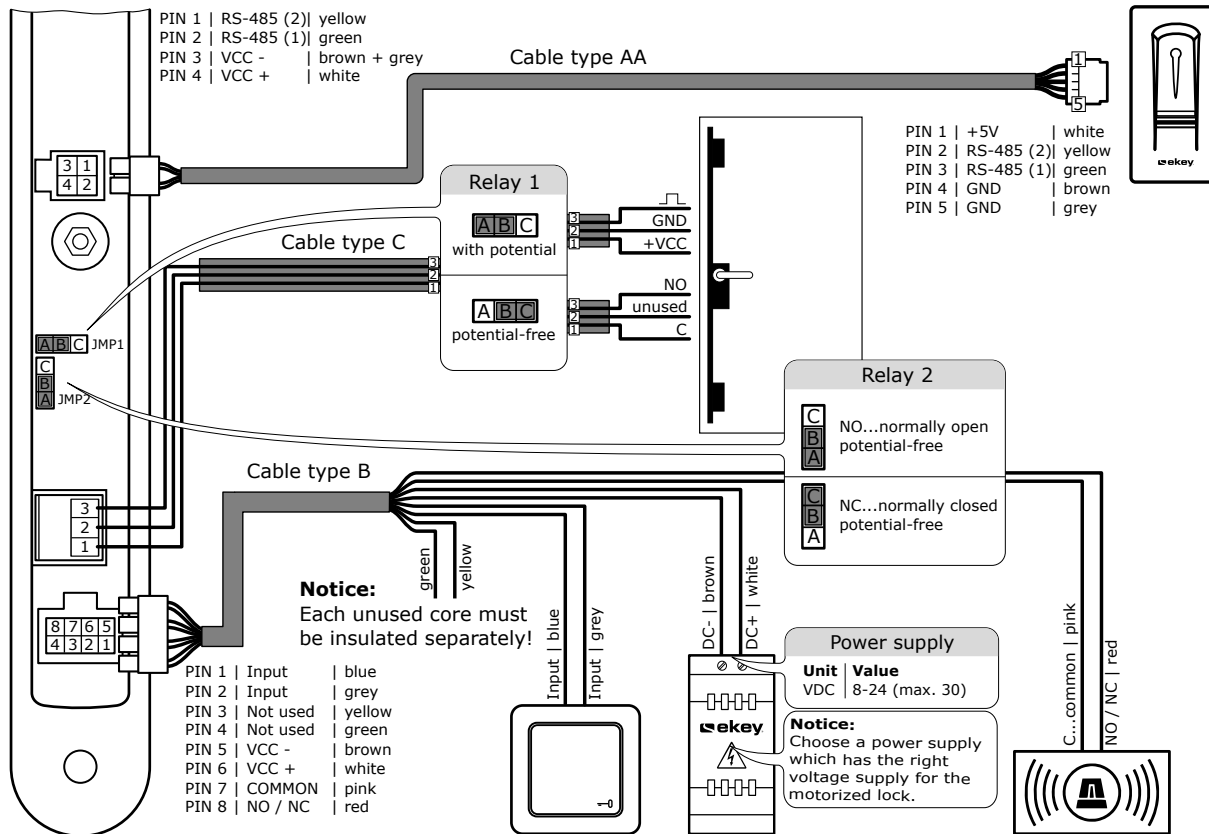 PIN 1 | RS-485 (2)| yellow
PIN 2 | RS-485 (1)| green
PIN 3 | VCC - | brown + grey
PIN 4 | VCC + | white
Cable type AA
1
5
PIN 1 | +5V | white
PIN 2 | RS-485 (2)| yellow
PIN 3 | RS-485 (1)| green
PIN 4 | GND | brown
PIN 5 | GND | grey
ekey
3 1
4 2
Relay 1
A B C
with potential
3
2
1
GND
+VCC
Cable type C
3
2
1
A B C
potential-free
3
2
1
NO
unused
C
A B C JMP1
C
B
A JMP2
Relay 2
C
B
A
NO...normally open
potential-free
C
B
A
NC...normally closed
potential-free
Cable type B
3
2
1
green
yellow
Notice:
Each unused core must
be insulated separately!
8 7 6 5
4 3 2 1
PIN 1 | Input | blue
PIN 2 | Input | grey
PIN 3 | Not used | yellow
PIN 4 | Not used | green
PIN 5 | VCC - | brown
PIN 6 | VCC + | white
PIN 7 | COMMON | pink
PIN 8 | NO / NC | red
Input | blue
Input | grey
DC- | brown
DC+ | white
Power supply
Unit | Value
VDC | 8-24 (max. 30)
ekey
Notice:
Choose a power supply
which has the right
voltage supply for the
motorized lock.
C...common | pink
NO / NC | red